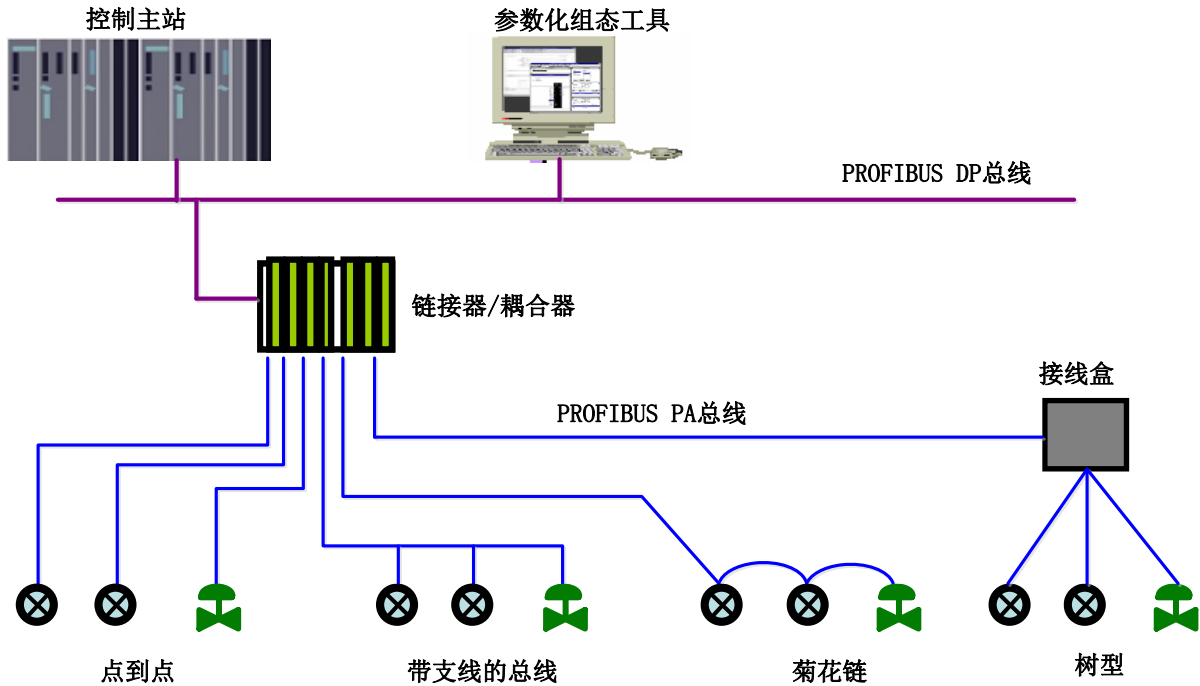 控制主站
参数化组态工具
PROFIBUS DP总线
链接器/耦合器
接线盒
PROFIBUS PA总线
点到点
带支线的总线
菊花链
树型